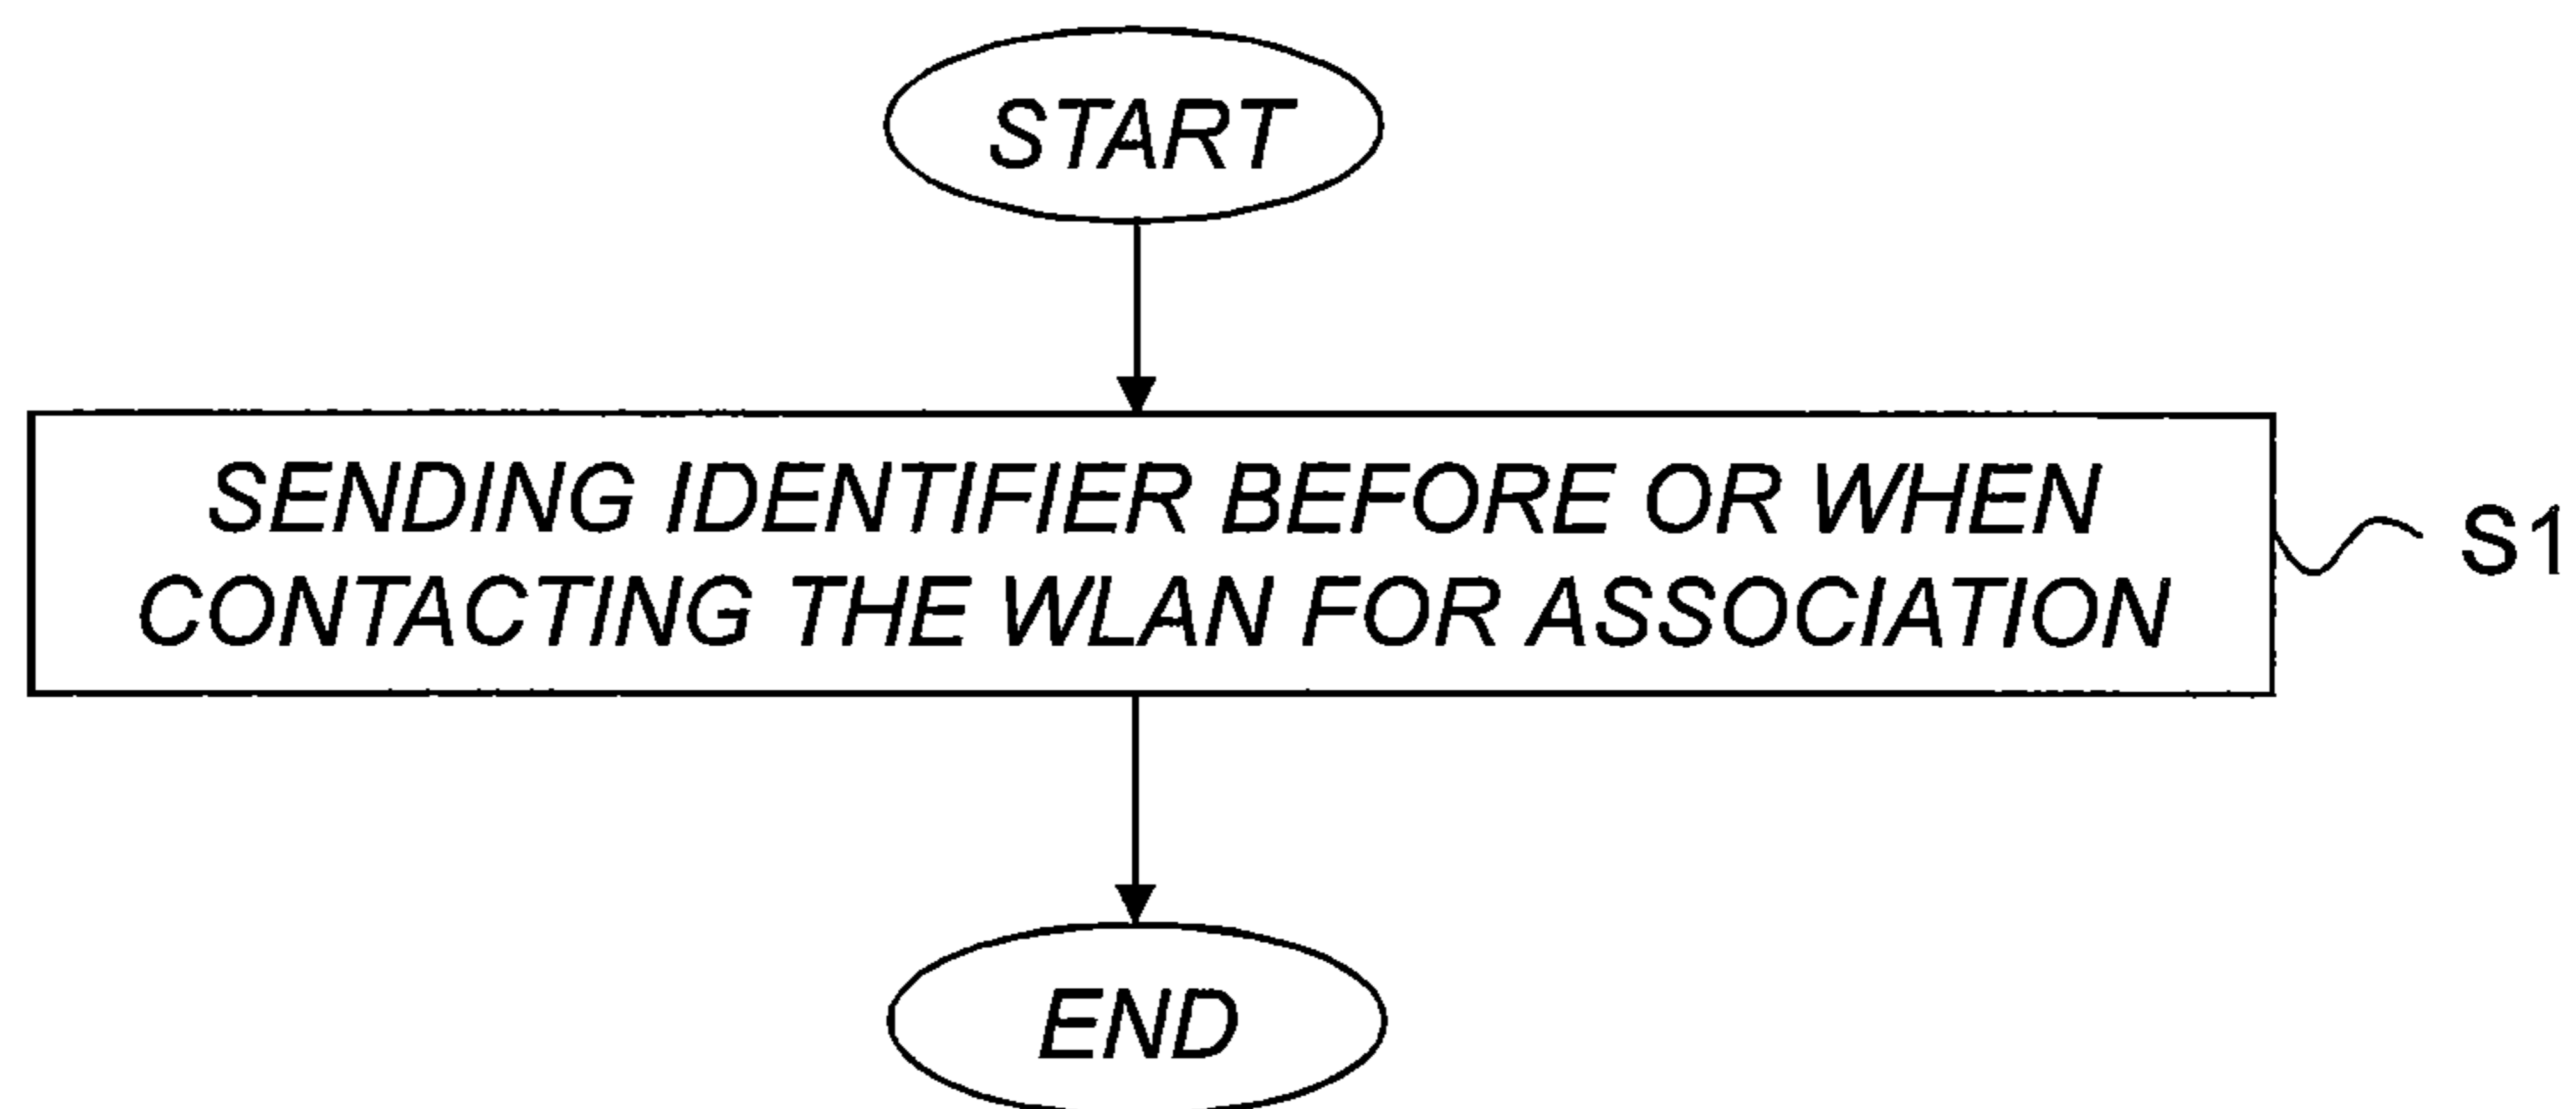 START
SENDING IDENTIFIER BEFORE OR WHEN
CONTACTING THE WLAN FOR ASSOCIATION
S1
END